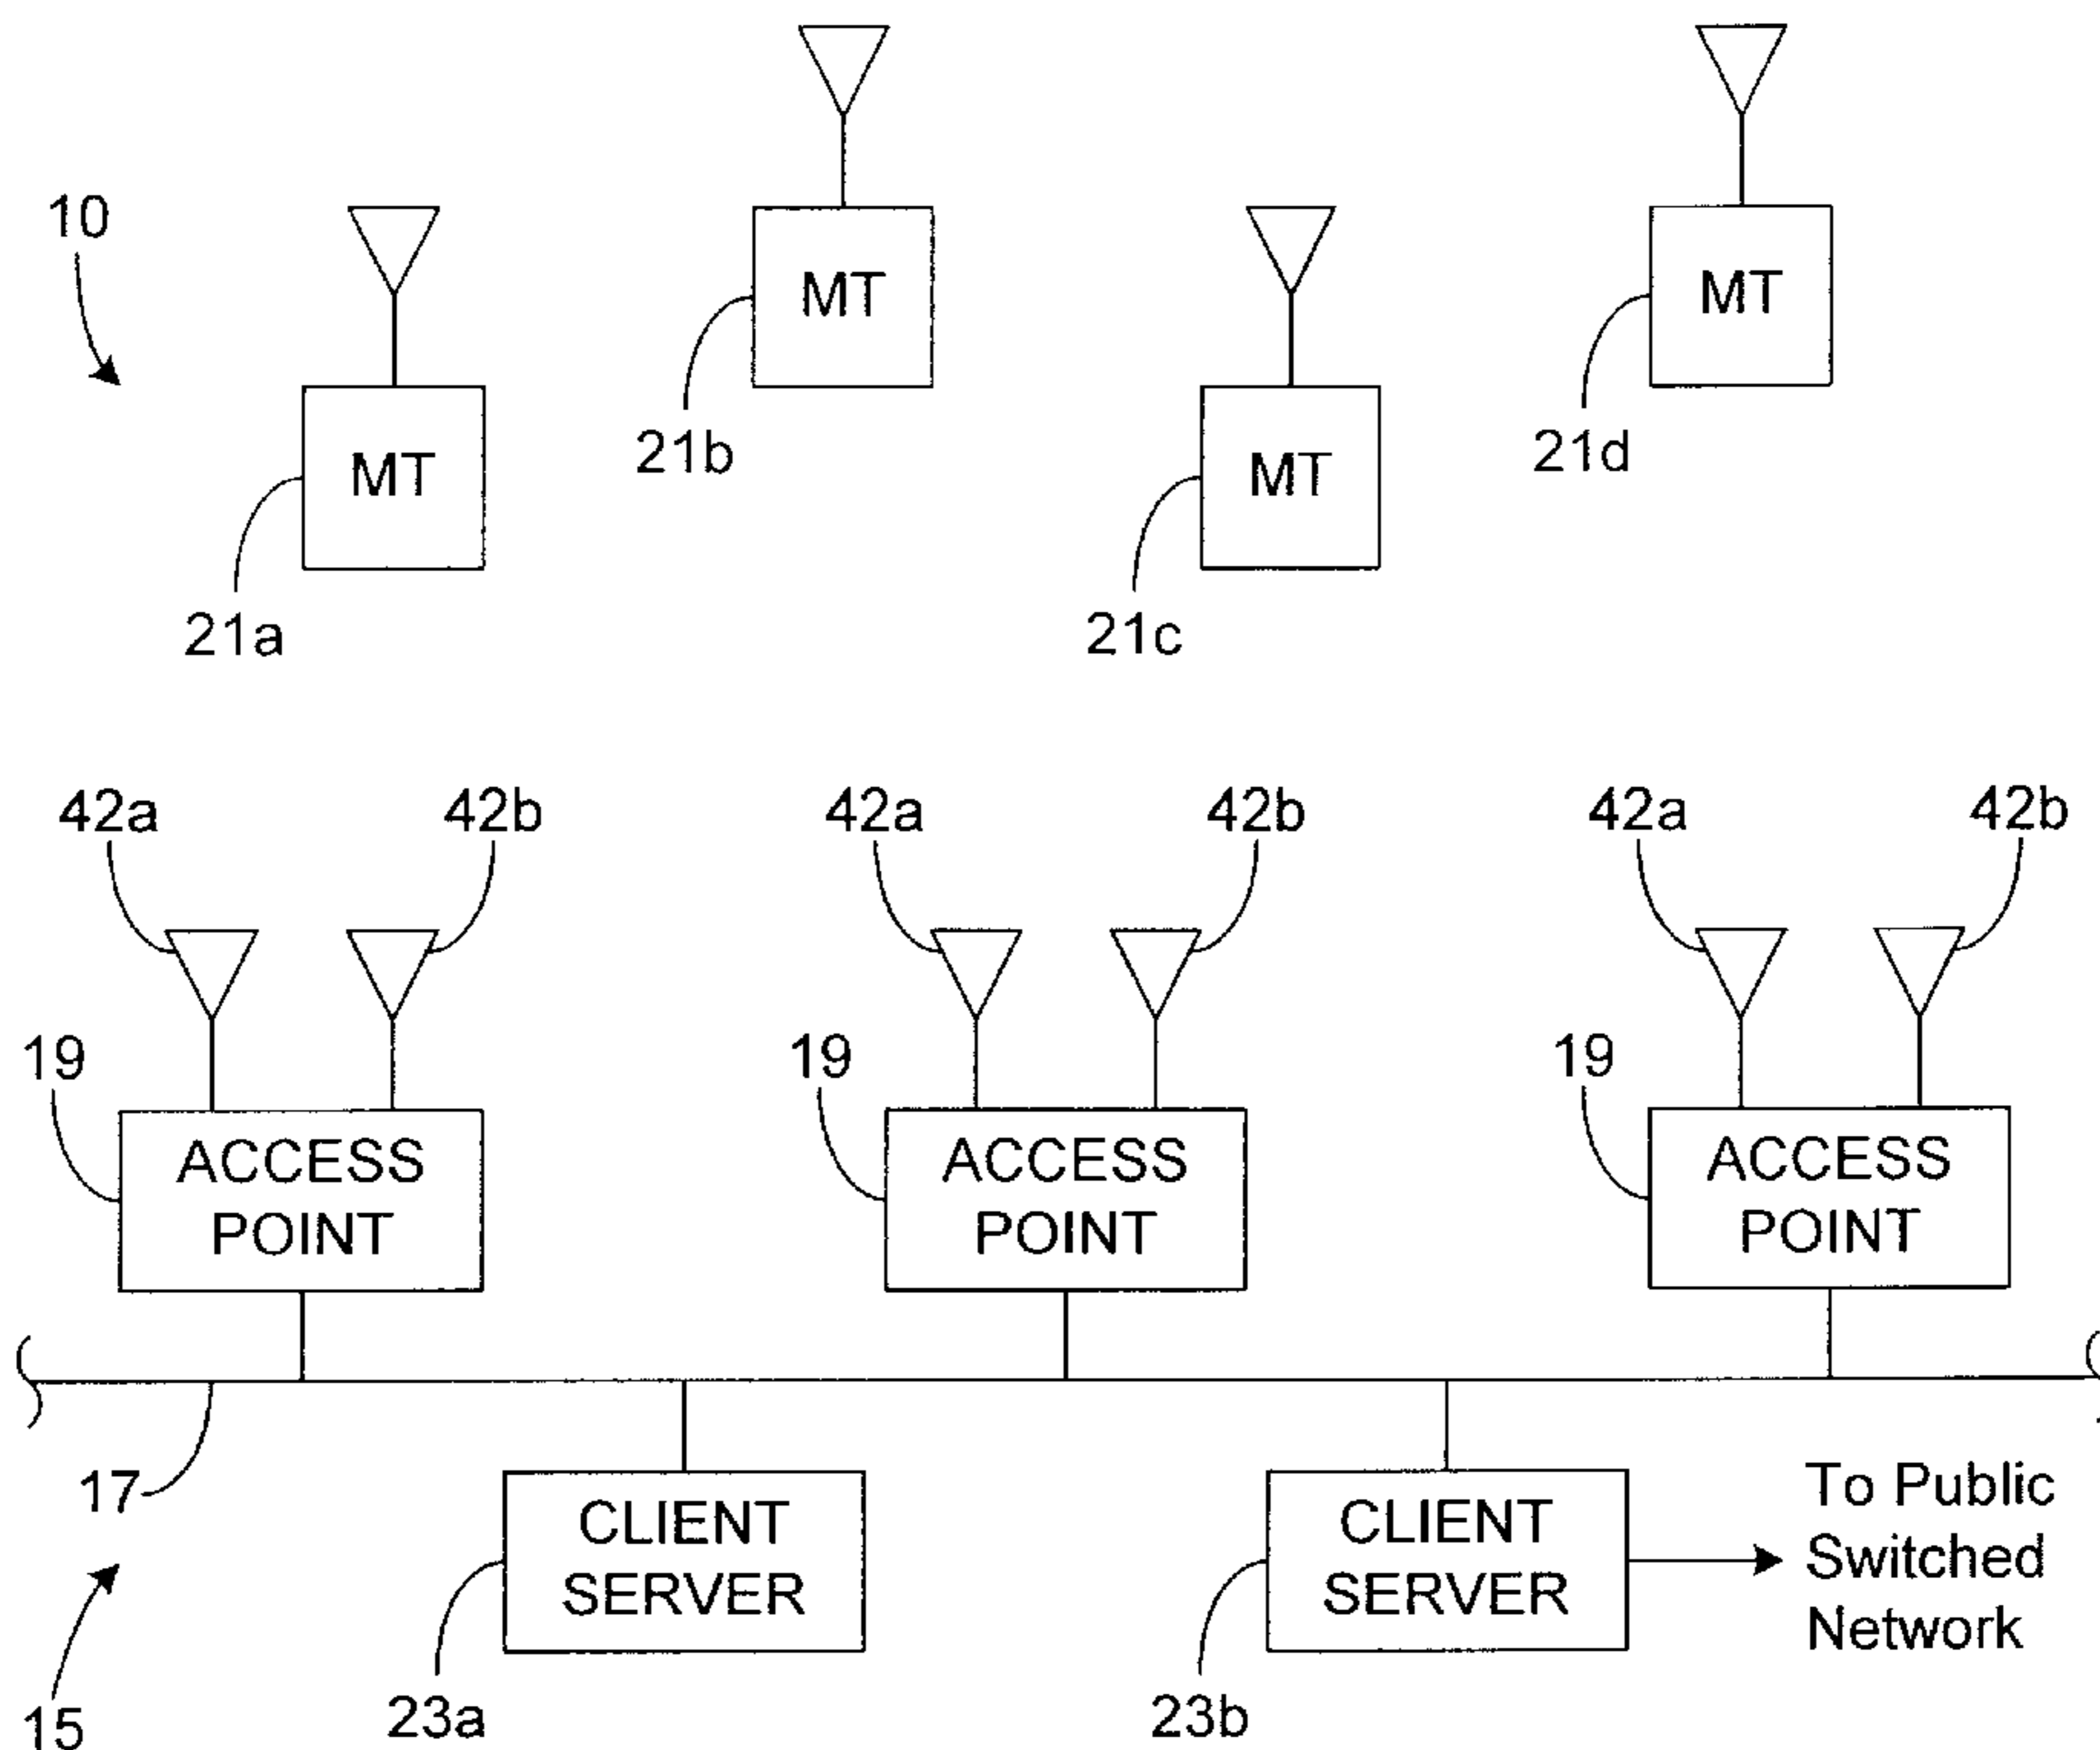 10
MT
MT
MT
MT
21b
21d
21a
21c
42a
42b
42a
42b
42a
42b
19
19
19
ACCESS
POINT
ACCESS
POINT
ACCESS
POINT
17
CLIENT
SERVER
CLIENT
SERVER
To Public
Switched
Network
15
23a
23b